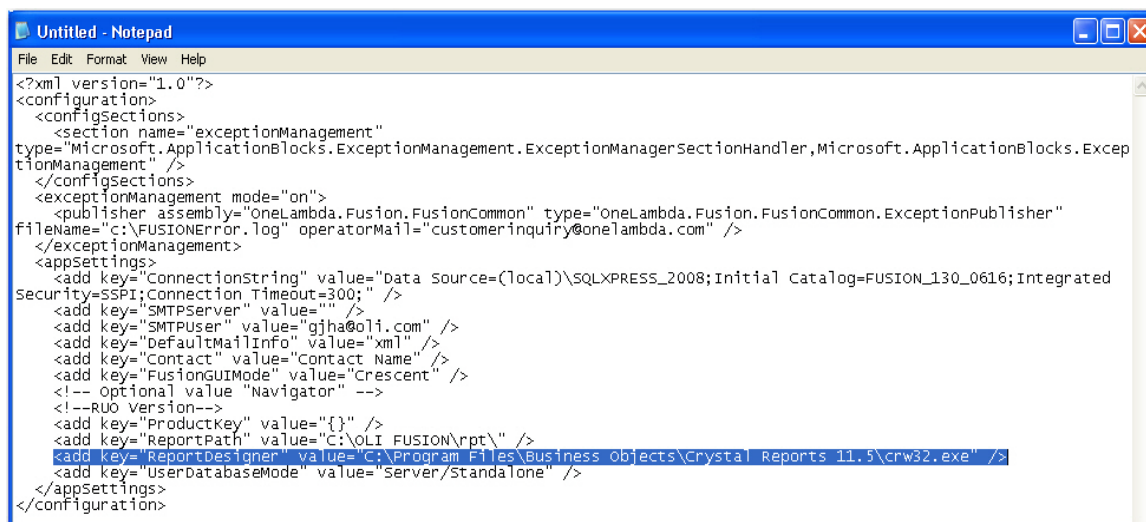 Untitled - Notepad
File Edit Format View Help
<?xml version="1.0"?>
<configuration>
  <configSections>
    <section name="exceptionManagement"
type="Microsoft.ApplicationBlocks.ExceptionManagement.ExceptionManagerSectionHandler,Microsoft.ApplicationBlocks.Excep
tionManagement" />
  </configSections>
  <exceptionManagement mode="on">
    <publisher assembly="OneLambda.Fusion.FusionCommon" type="OneLambda.Fusion.FusionCommon.ExceptionPublisher"
fileName="c:\FUSIONError.log" operatorMail="customerinquiry@onelambda.com" />
  </exceptionManagement>
  <appSettings>
    <add key="ConnectionString" value="Data Source=(local)\SQLXPRESS_2008;Initial Catalog=FUSION_130_0616;Integrated
Security=SSPI;Connection Timeout=300;" />
    <add key="SMTPServer" value="" />
    <add key="SMTPUser" value="gjha@oli.com" />
    <add key="DefaultMailInfo" value="xml" />
    <add key="Contact" value="Contact Name" />
    <add key="FusionGUIMode" value="Crescent" />
    <!-- Optional value "Navigator" -->
    <!--RUO Version-->
    <add key="ProductKey" value="{}" />
    <add key="ReportPath" value="C:\OLI FUSION\rpt\" />
    <add key="ReportDesigner" value="C:\Program Files\Business Objects\Crystal Reports 11.5\crw32.exe" />
    <add key="UserDatabaseMode" value="Server/Standalone" />
  </appSettings>
</configuration>